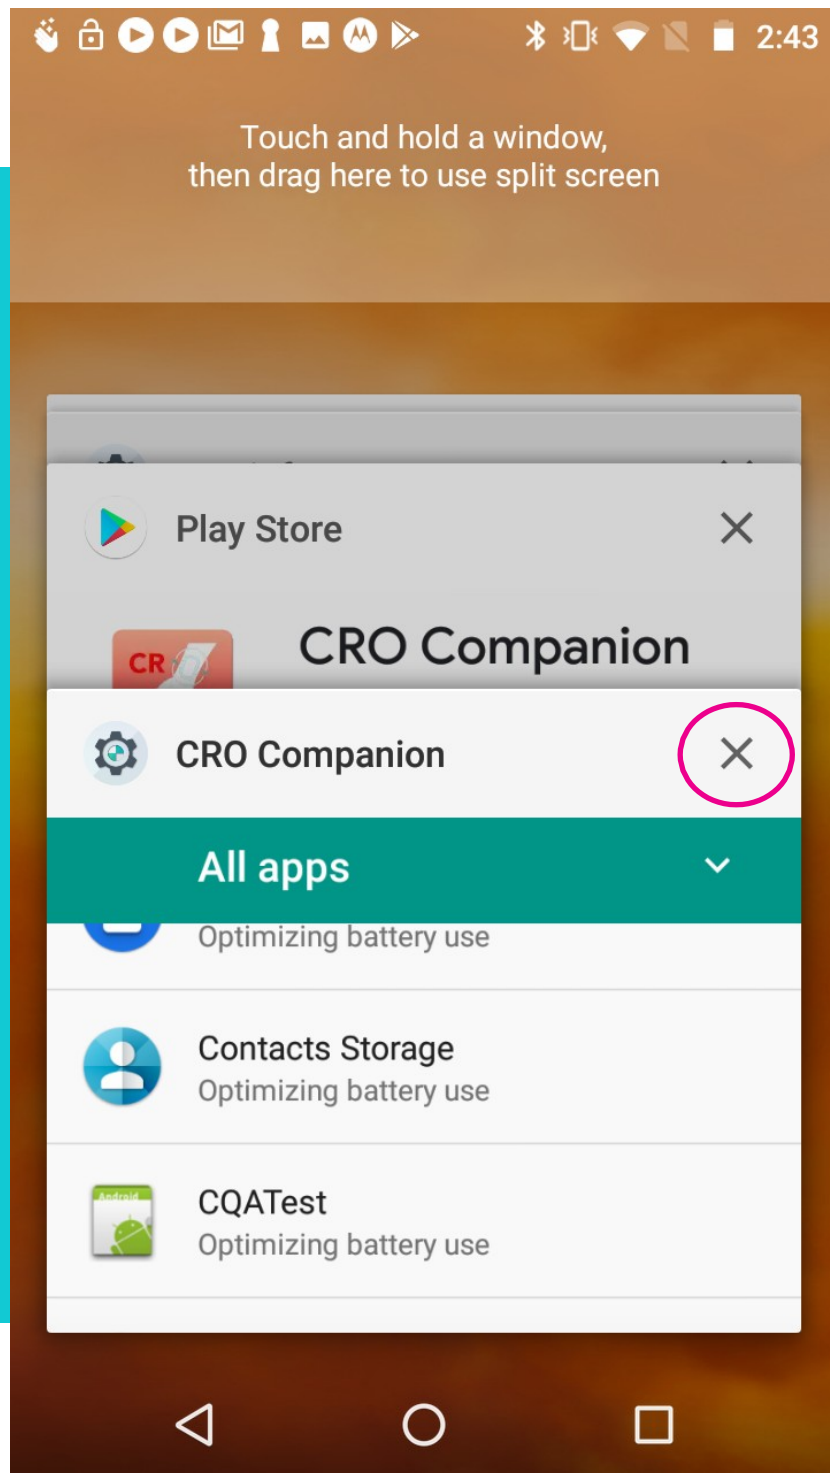 2:43
Touch and hold a window,
then drag here to use split screen
Play Store
CRO Companion
CR
CRO Companion
All apps
Optimizing battery use
Contacts Storage
Optimizing battery use
Android
CQATest
Optimizing battery use